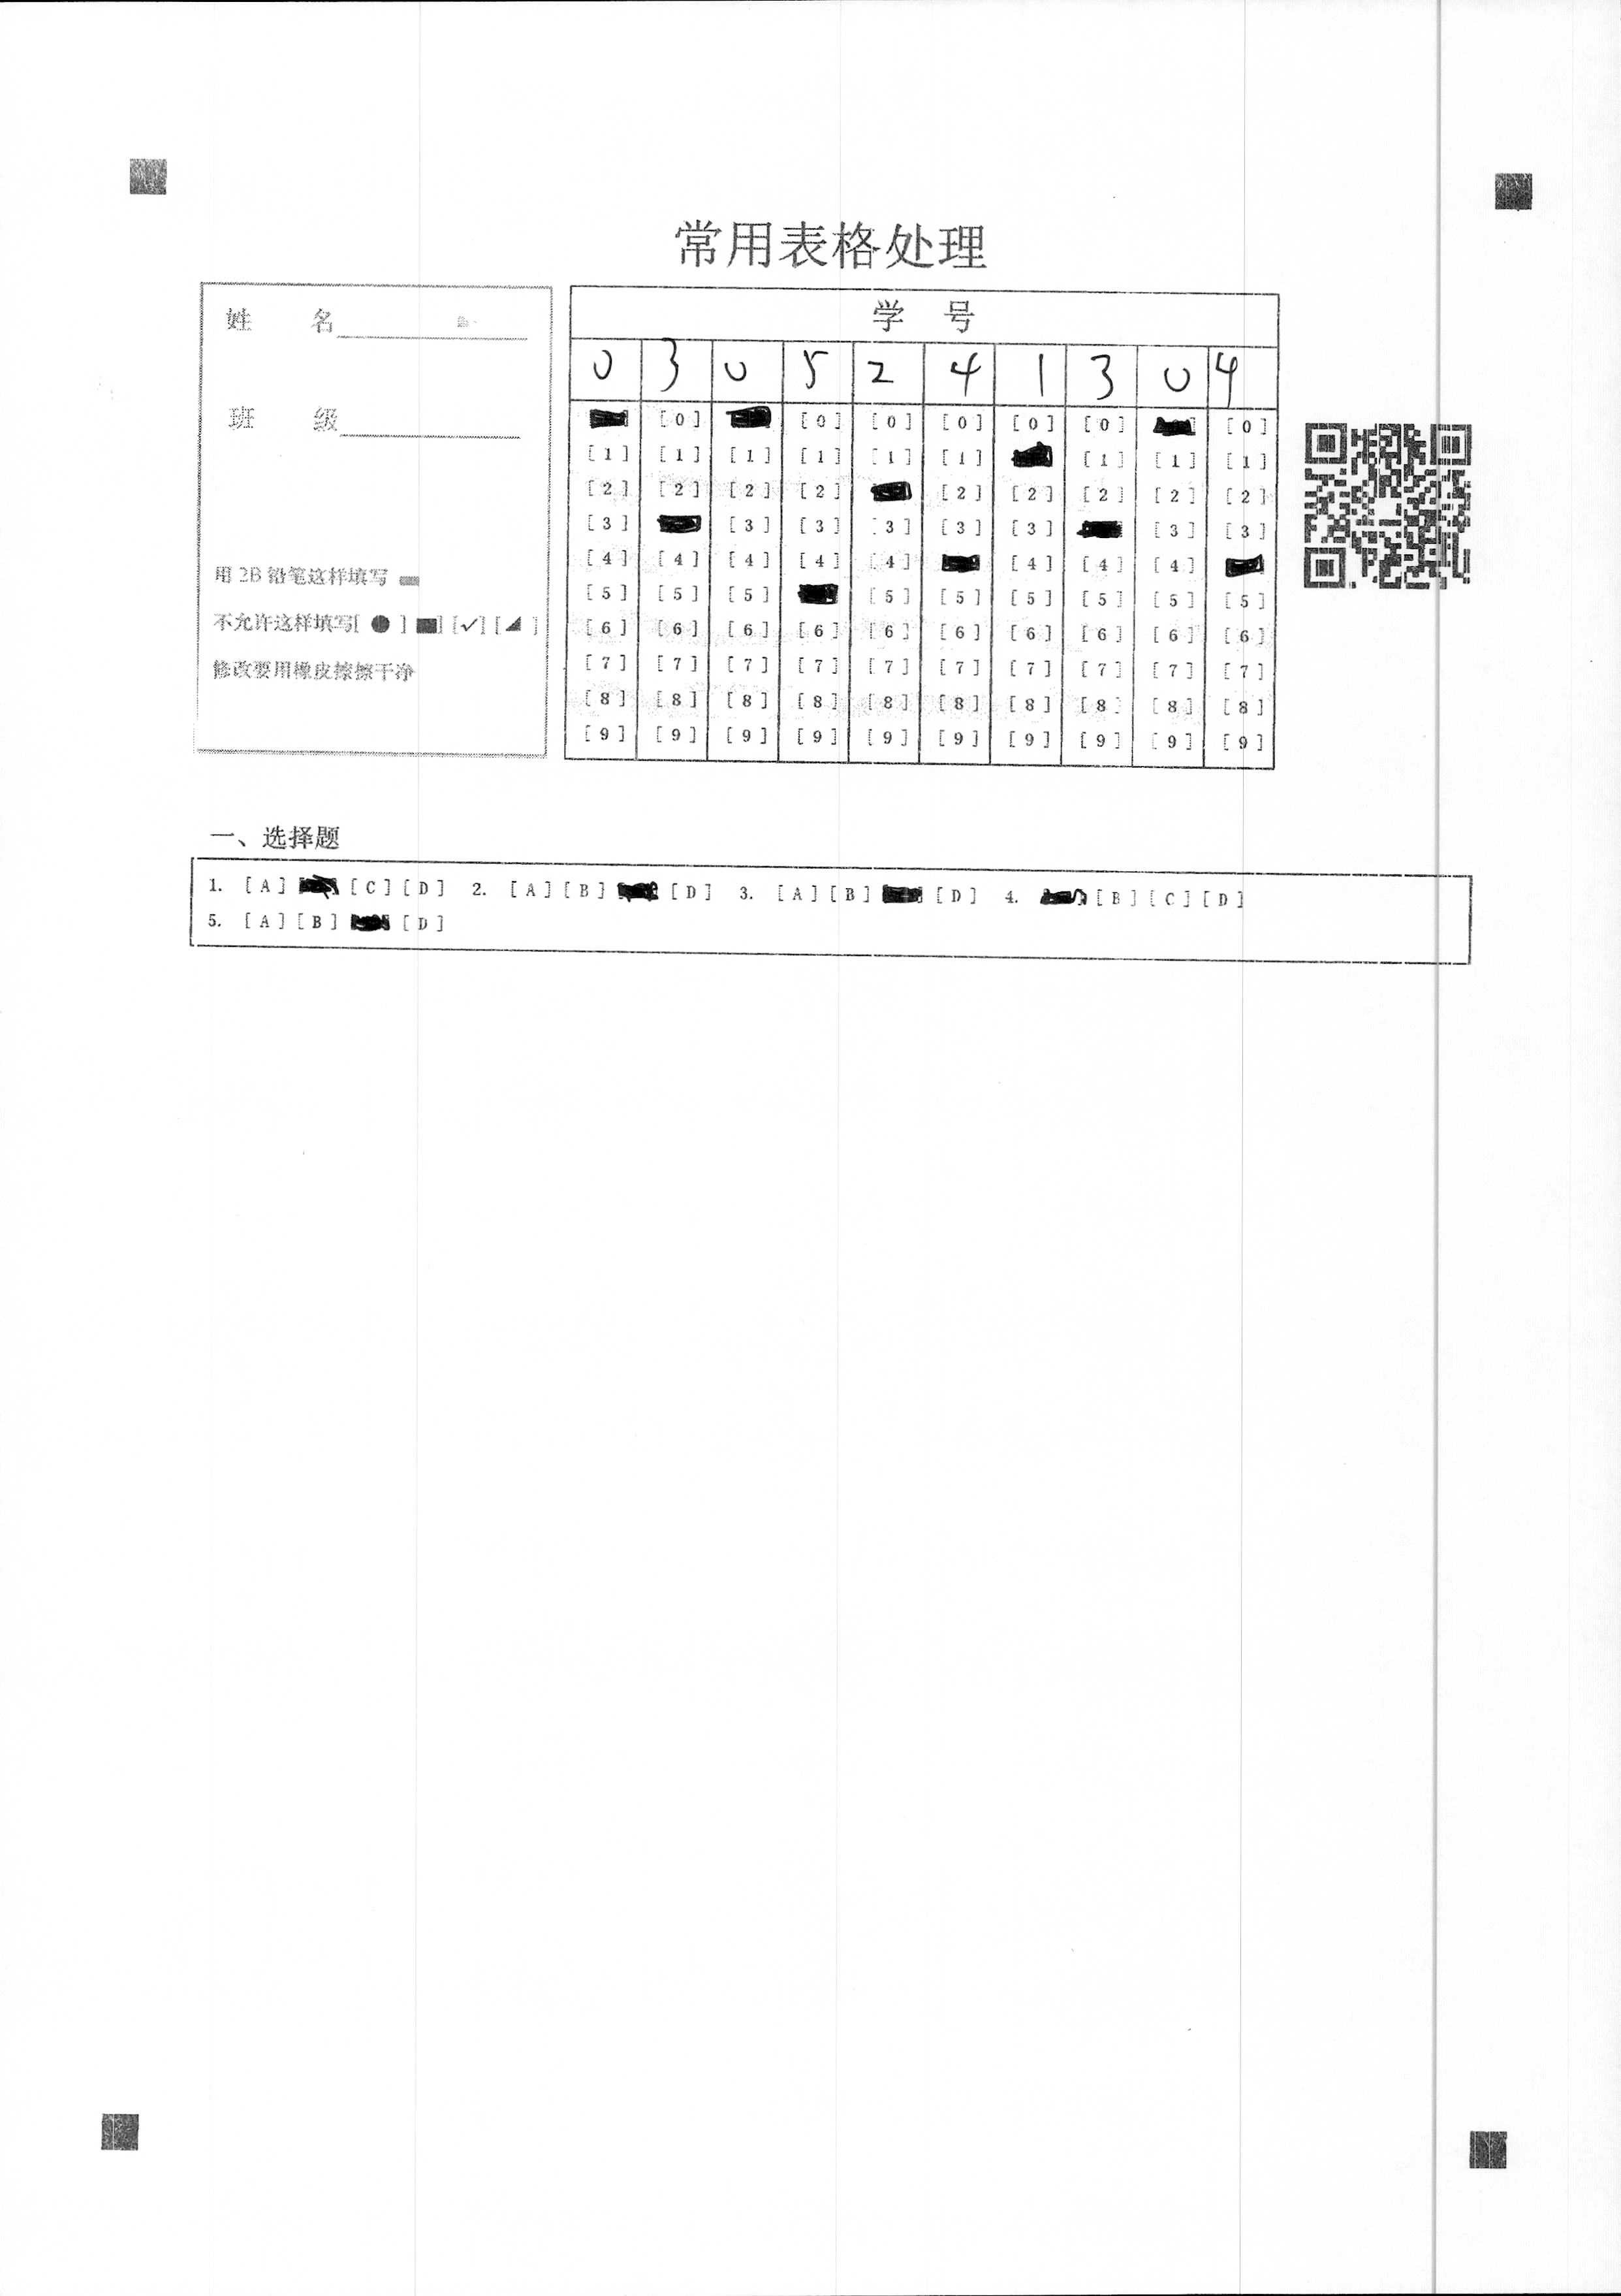 常用表格处理
姓 名
班 级
用 2B 铅笔这样填写
不允许这样填写[ ● ] ■] [✓] [◢ ]
修改要用橡皮擦擦干净
学 号
0 3 0 5 2 4 1 3 0 4
[0] [0] [0] [0] [0] [0] [0]
[1] [1] [1] [1] [1] [1] [1] [1] [1]
[2] [2] [2] [2] [2] [2] [2] [2] [2]
[3] [3] [3] [3] [3] [3] [3] [3]
[4] [4] [4] [4] [4] [4] [4] [4]
[5] [5] [5] [5] [5] [5] [5] [5] [5]
[6] [6] [6] [6] [6] [6] [6] [6] [6] [6]
[7] [7] [7] [7] [7] [7] [7] [7] [7] [7]
[8] [8] [8] [8] [8] [8] [8] [8] [8] [8]
[9] [9] [9] [9] [9] [9] [9] [9] [9] [9]
一、选择题
1. [A] [C] [D] 2. [A] [B] [D] 3. [A] [B] [D] 4. [B] [C] [D]
5. [A] [B] [D]